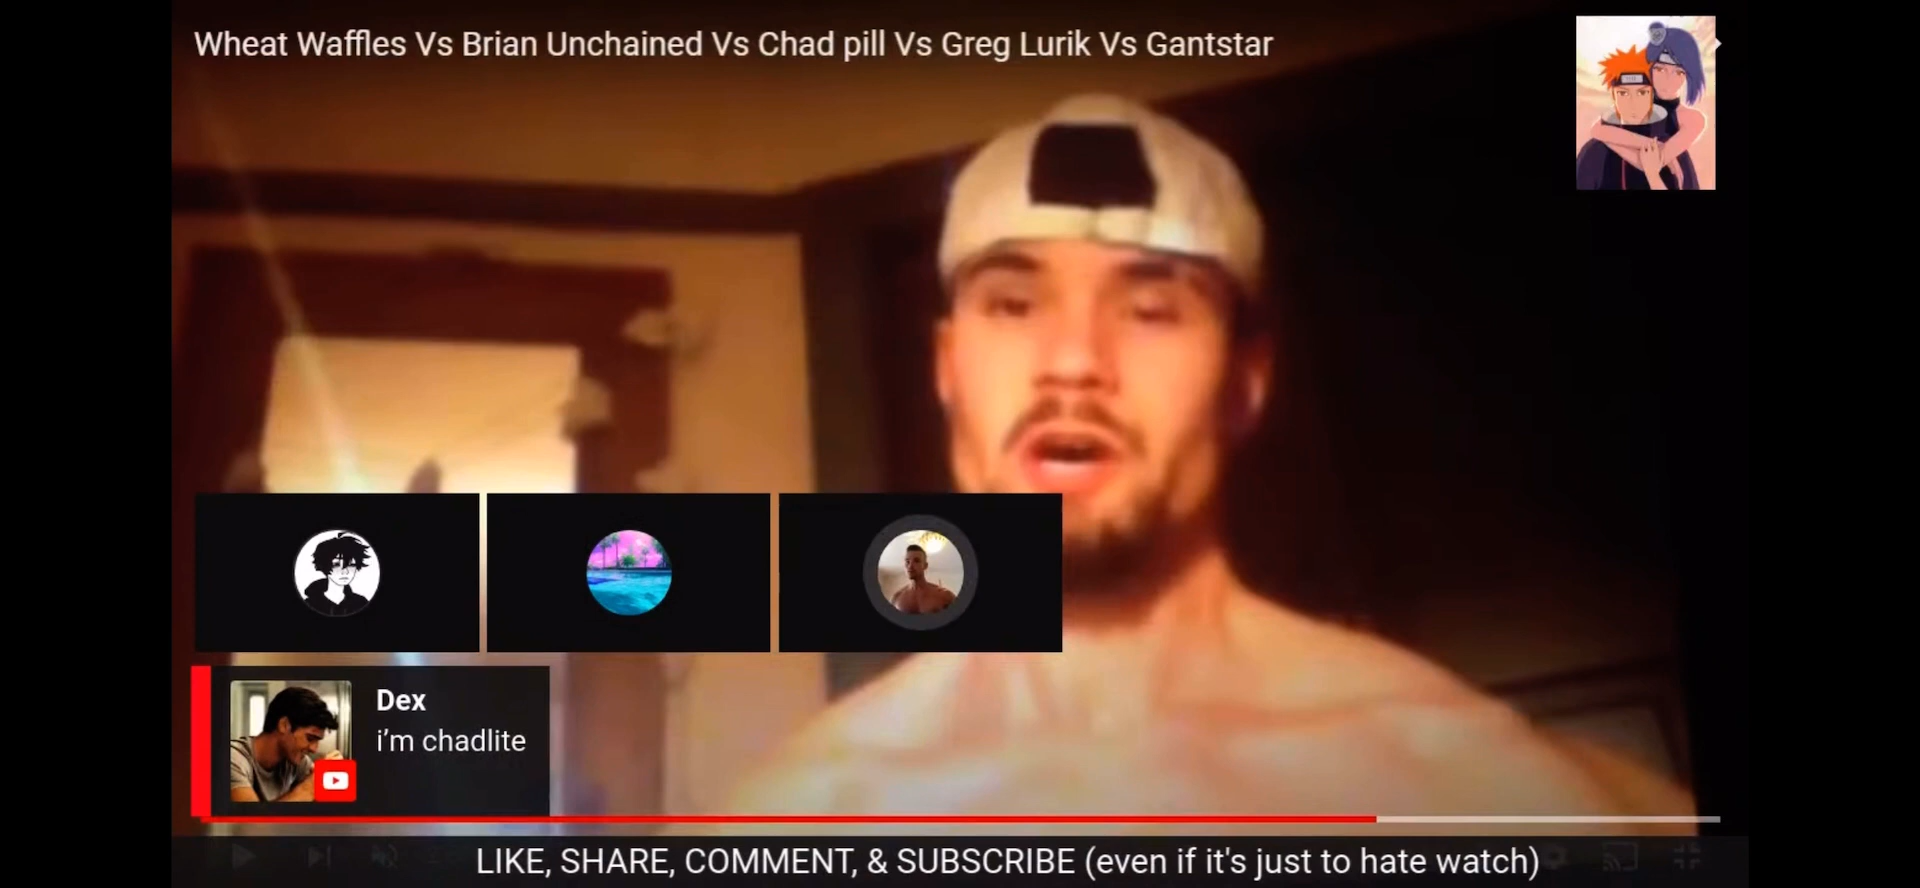 Wheat Waffles Vs Brian Unchained Vs Chad pill Vs Greg Lurik Vs Gantstar
Dex
i’m chadlite
LIKE, SHARE, COMMENT, & SUBSCRIBE (even if it's just to hate watch)